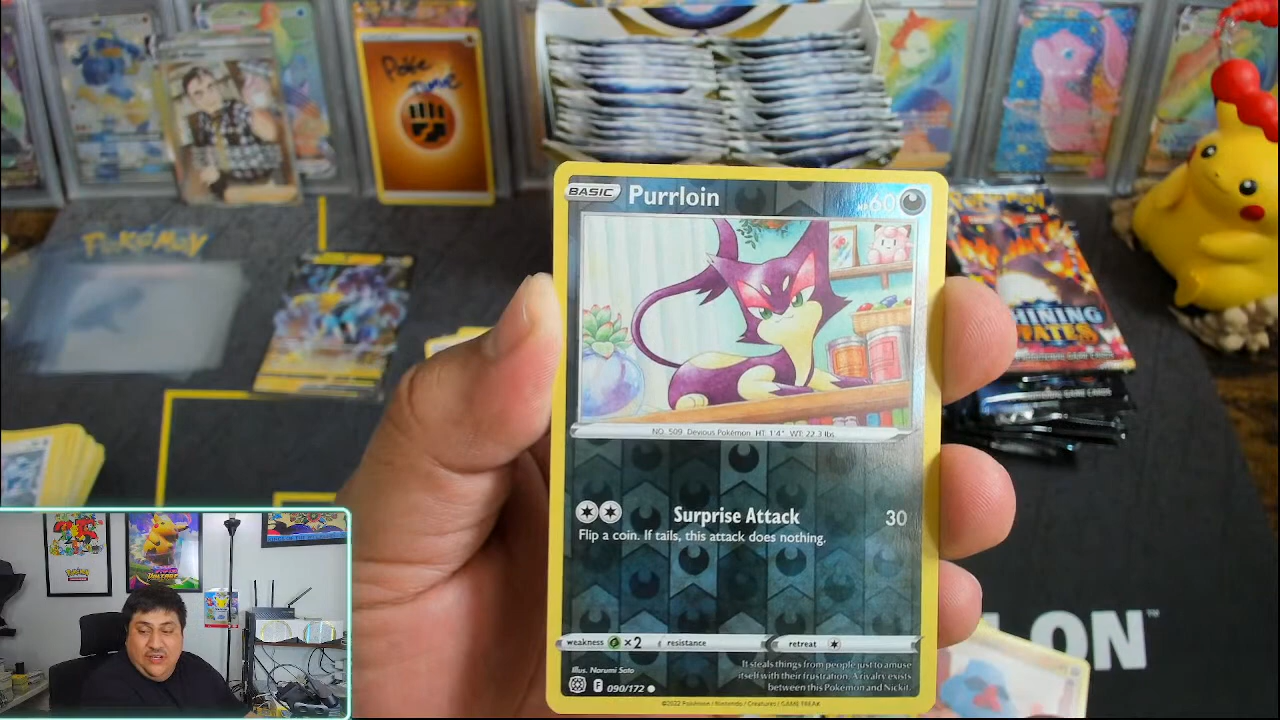 Poke
POKÉMON
BASIC Purrloin 60
SHINING
FATES
NO. 509 Devious Pokémon HT: 1'4" WT: 22.3 lbs.
Surprise Attack 30
Flip a coin. If tails, this attack does nothing.
weakness ×2 resistance retreat
Illus. Narumi Sato
F 090/172
It steals things from people just to amuse
itself with their frustration. A rivalry exists
between this Pokémon and Nickit.
©2022 Pokémon / Nintendo / Creatures / GAME FREAK
LON™